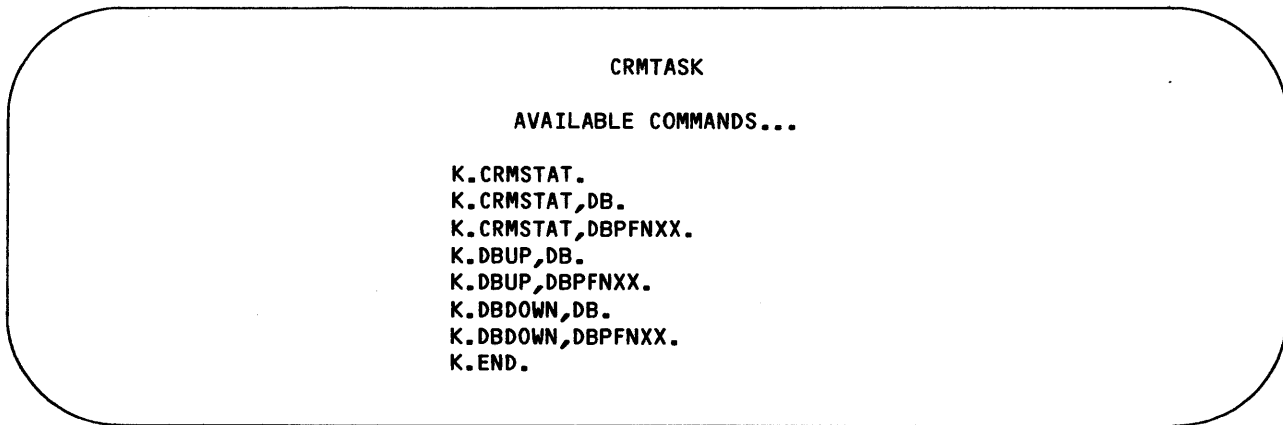 CRMTASK
AVAILABLE COMMANDS...
K.CRMSTAT.
K.CRMSTAT,DB.
K.CRMSTAT,DBPFNXX.
K.DBUP,DB.
K.DBUP,DBPFNXX.
K.DBDOWN,DB.
K.DBDOWN,DBPFNXX.
K.END.